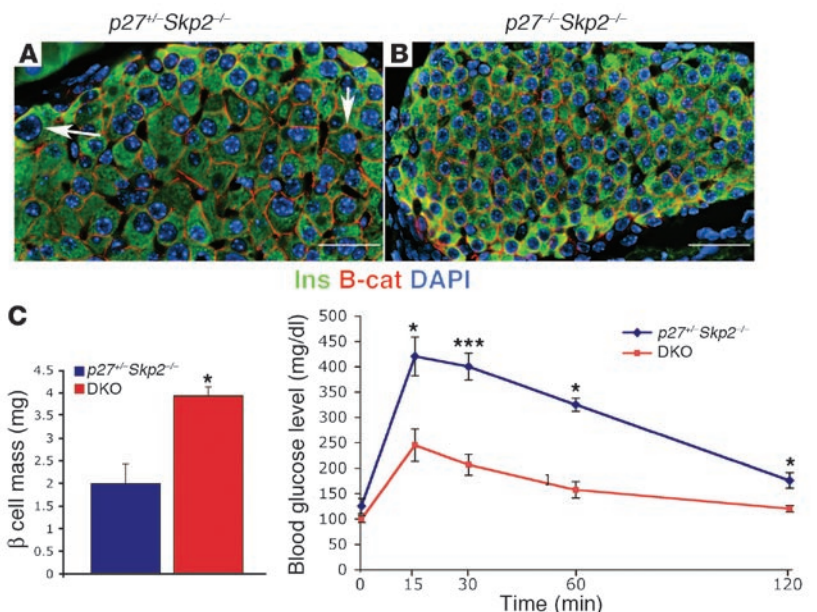 p27+/–Skp2–/– p27–/–Skp2–/–
A B
Ins B-cat DAPI
C
p27+/–Skp2–/–
DKO
β cell mass (mg)
4.5
4
3.5
3
2.5
2
1.5
1
0.5
0
*
Blood glucose level (mg/dl)
500
450
400
350
300
250
200
150
100
50
0
* *** * *
p27+/–Skp2–/–
DKO
0 15 30 60 120
Time (min)